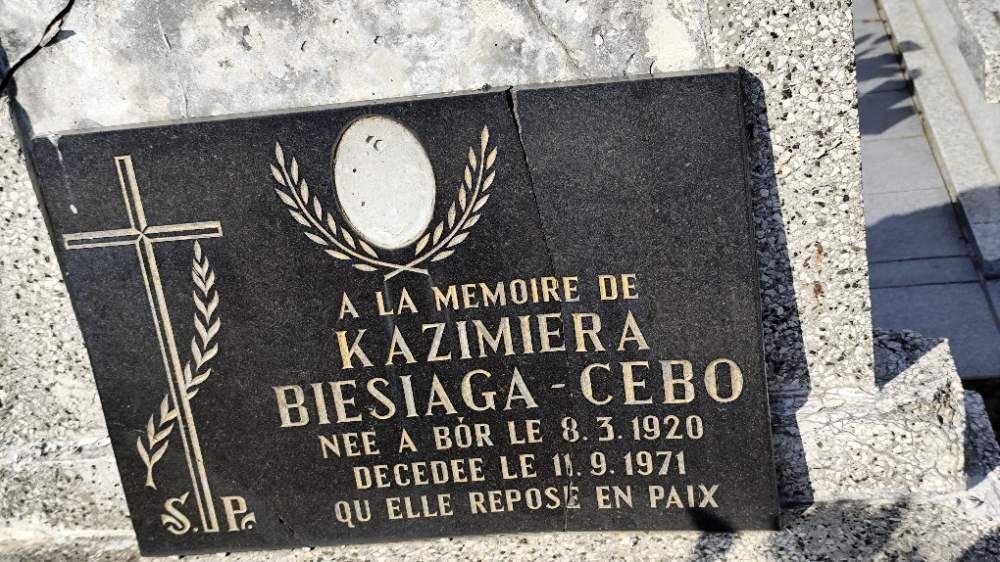 A LA MEMOIRE DE
KAZIMIERA
BIESIAGA - CEBO
NEE A BÓR LE 8.3.1920
DECEDEE LE 11.9.1971
QU ELLE REPOSE EN PAIX
S. P.